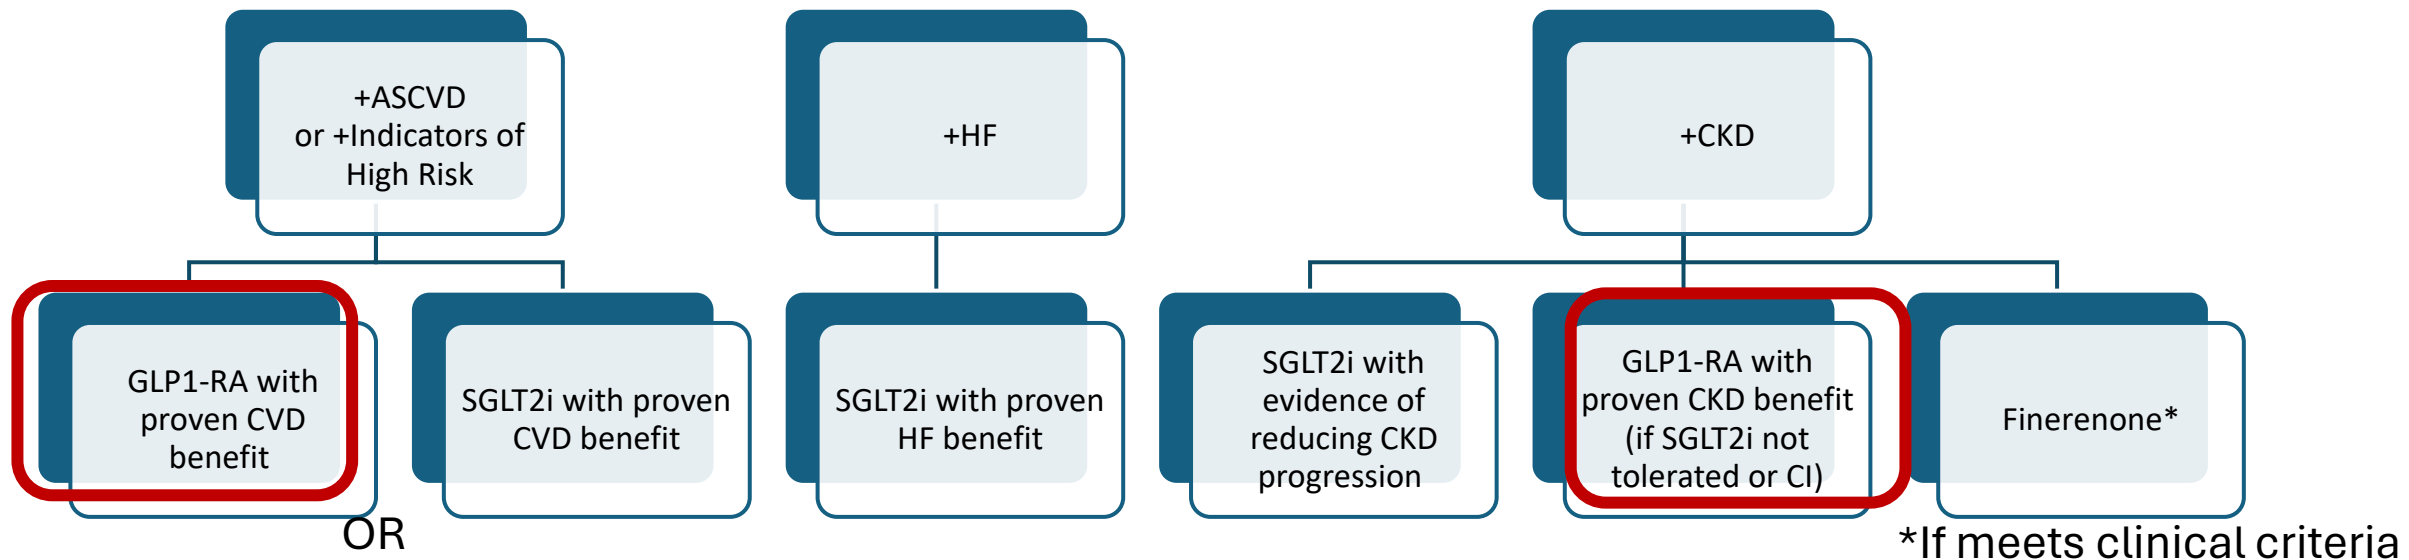 +ASCVD
or +Indicators of
High Risk
+HF
+CKD
GLP1-RA with
proven CVD
benefit
OR
SGLT2i with proven
CVD benefit
SGLT2i with proven
HF benefit
SGLT2i with
evidence of
reducing CKD
progression
GLP1-RA with
proven CKD benefit
(if SGLT2i not
tolerated or CI)
Finerenone*
*If meets clinical criteria